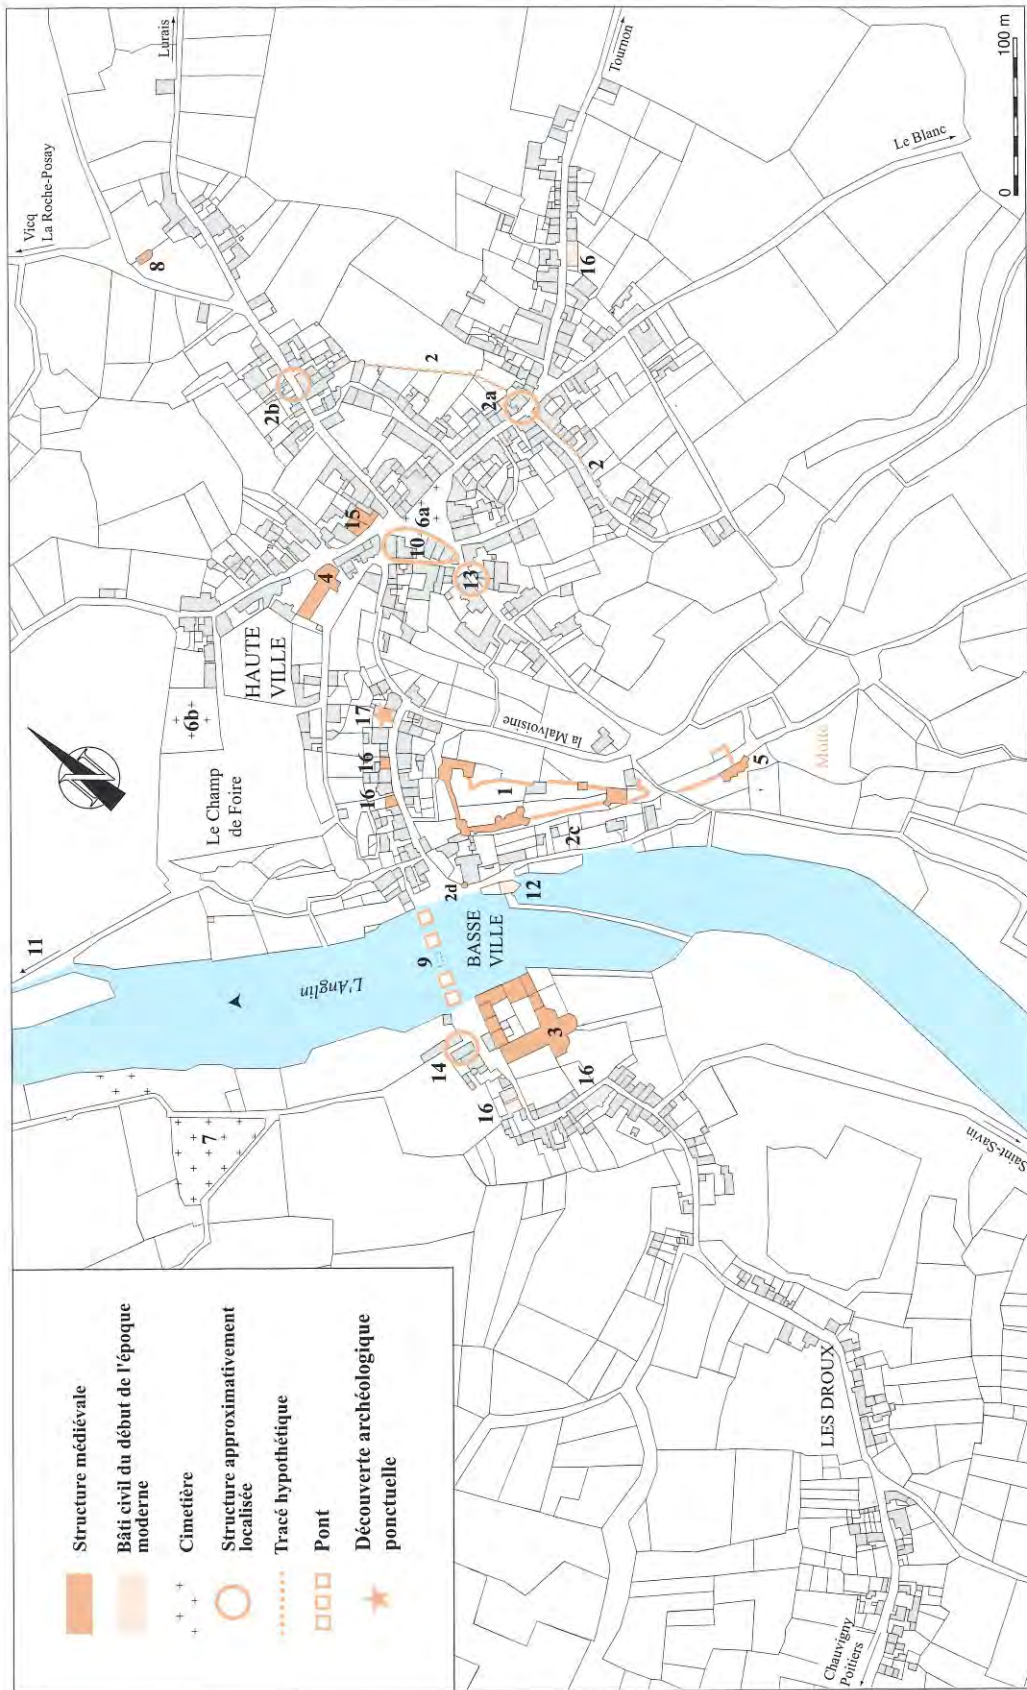 Structure médiévale
Bâti civil du début de l'époque
moderne
Cimetière
Structure approximativement
localisée
Tracé hypothétique
Pont
Découverte archéologique
ponctuelle
Vicq
La Roche-Posay
Lurais
Tournon
Le Blanc
0
100 m
8
2b
2
2a
16
2
15
6a
10
13
4
HAUTE
VILLE
6b
Le Champ
de Foire
17
16
16
la Malvoisine
1
5
Motte
2c
2d
12
11
9
BASSE
VILLE
L'Anglin
3
14
16
16
7
Saint-Savin
LES DROUX
Chauvigny
Poitiers